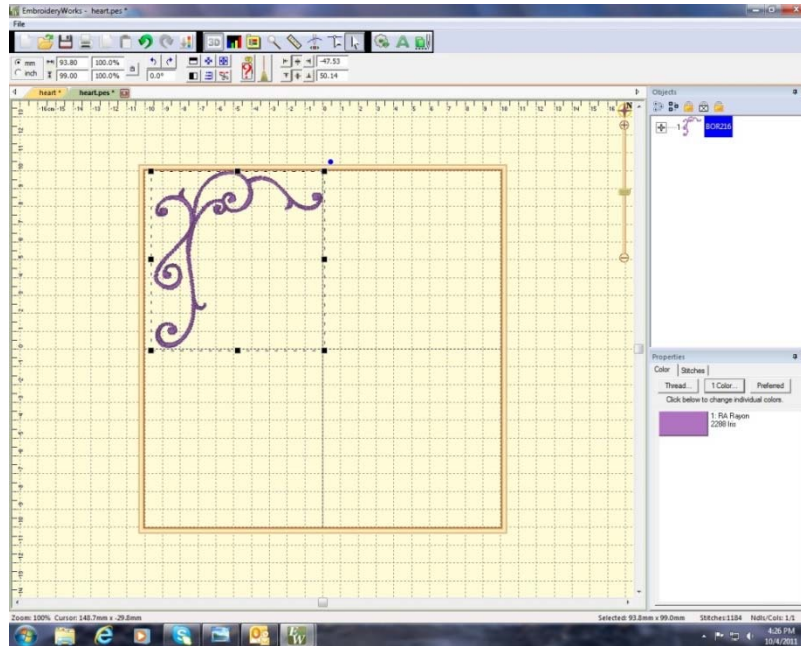 EmbroideryWorks - heart.pes *
File
3D
mm 93.80 100.0% -47.53
inch 99.00 100.0% 0.0° 50.14
heart * heart.pes *
Objects
1 BOR216
Properties
Color Stitches
Thread... 1 Color... Preferred
Click below to change individual colors.
1: RA Rayon
2288 Iris
Zoom: 100% Cursor: 148.7mm x -29.8mm Selected: 93.8mm x 99.0mm Stitches:1184 Ndls/Cols: 1/1
4:26 PM
10/4/2011